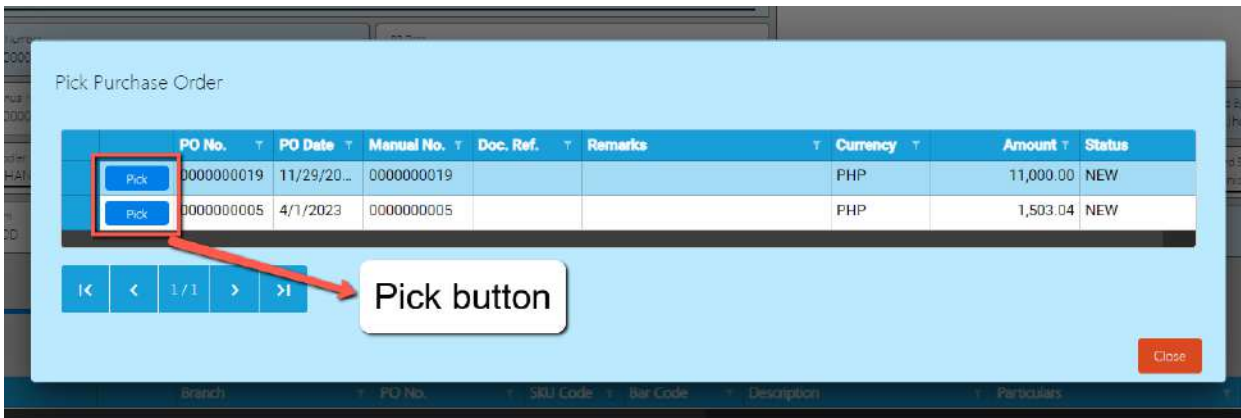 Pick Purchase Order
PO No. PO Date Manual No. Doc. Ref. Remarks Currency Amount Status
Pick 0000000019 11/29/20... 0000000019 PHP 11,000.00 NEW
Pick 0000000005 4/1/2023 0000000005 PHP 1,503.04 NEW
1/1
Pick button
Close
Branch PO No. SKU Code Bar Code Description Particulars